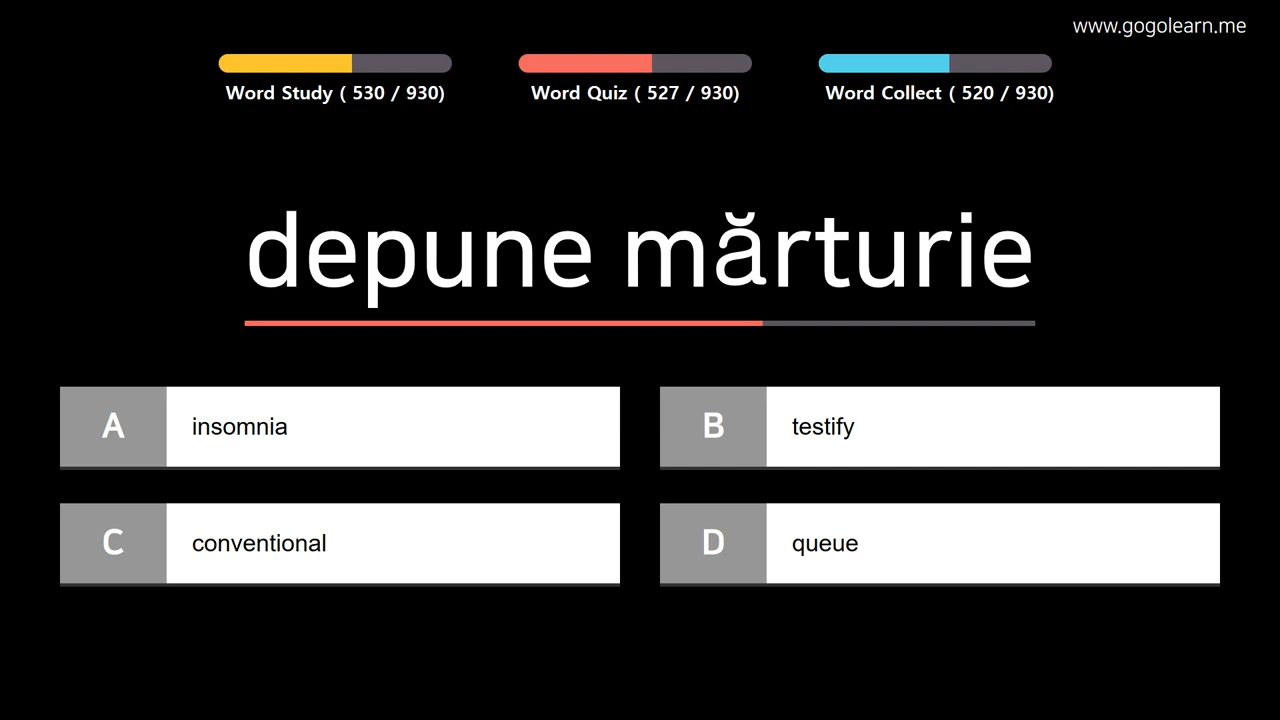 www.gogolearn.me
Word Study ( 530 / 930)
Word Quiz ( 527 / 930)
Word Collect ( 520 / 930)
depune mărturie
A insomnia
B testify
C conventional
D queue